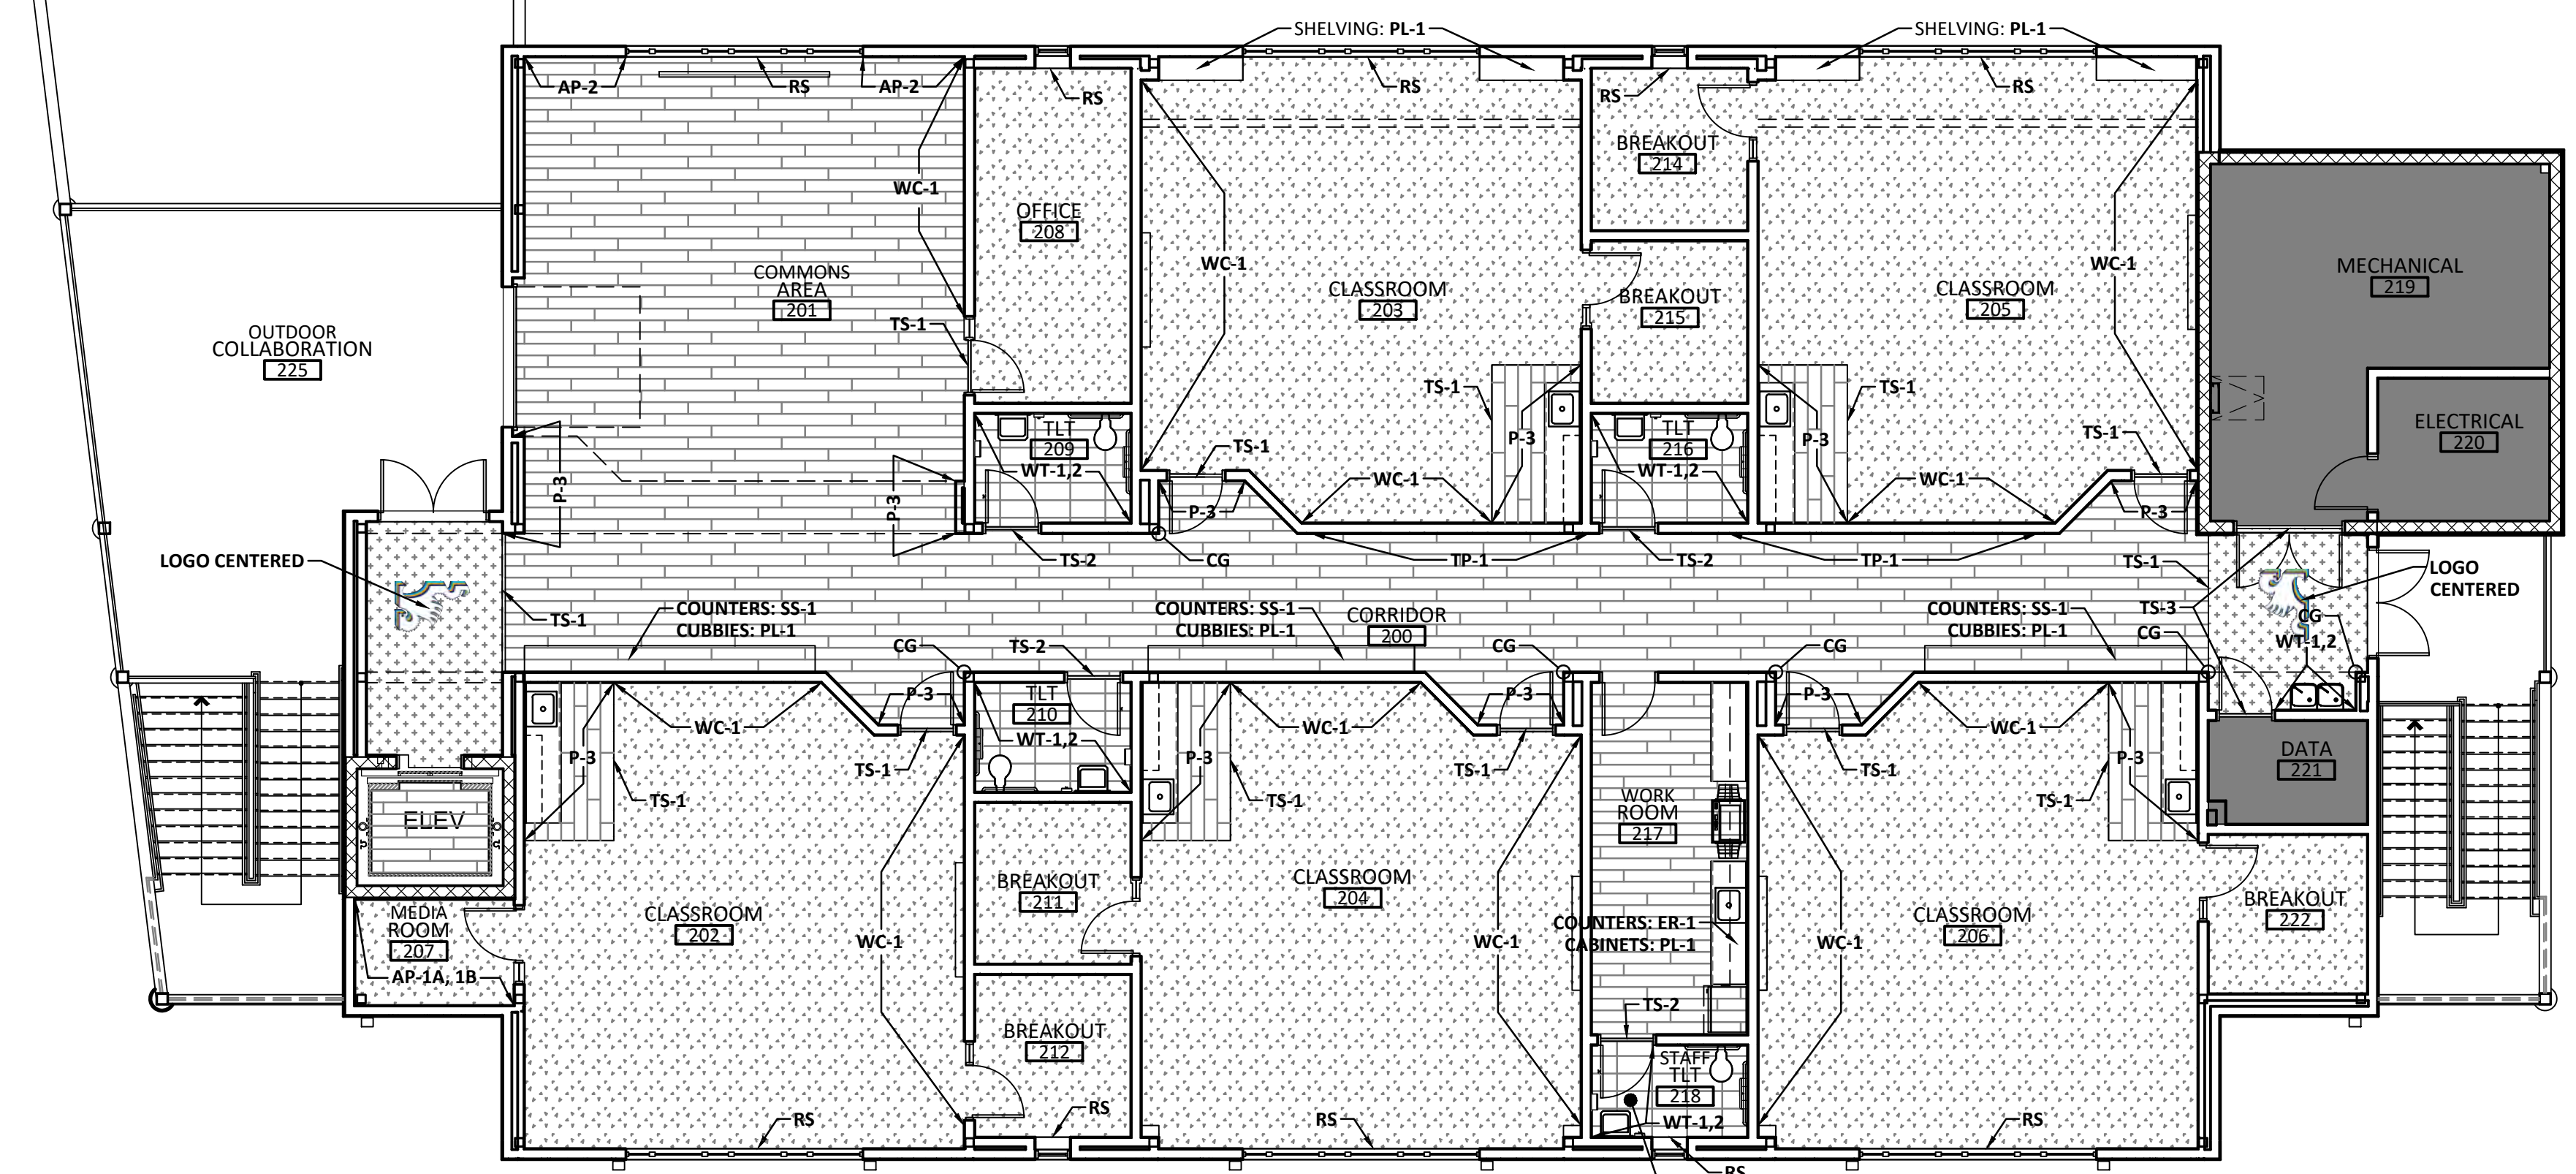 SHELVING: PL-1
SHELVING: PL-1
AP-2
RS
AP-2
RS
RS
RS
RS
WC-1
COMMONS
AREA
201
TS-1
OFFICE
208
WC-1
CLASSROOM
203
BREAKOUT
214
BREAKOUT
215
CLASSROOM
205
WC-1
MECHANICAL
219
ELECTRICAL
220
OUTDOOR
COLLABORATION
225
P-3
P-3
TLT
209
WT-1,2
TS-1
P-3
WC-1
TS-1
P-3
TLT
216
WT-1,2
P-3
TS-1
WC-1
TS-1
P-3
LOGO CENTERED
TS-1
TS-2
CG
TP-1
TS-2
TP-1
TS-1
LOGO
CENTERED
TS-3
CG
CG
WT-1,2
COUNTERS: SS-1
CUBBIES: PL-1
COUNTERS: SS-1
CUBBIES: PL-1
CORRIDOR
200
COUNTERS: SS-1
CUBBIES: PL-1
CG
TS-2
CG
CG
P-3
WC-1
P-3
TS-1
TS-1
TLT
210
WT-1,2
P-3
WC-1
P-3
TS-1
TS-1
P-3
WC-1
P-3
TS-1
TS-1
DATA
221
ELEV
WORK
ROOM
217
MEDIA
ROOM
207
AP-1A, 1B
CLASSROOM
202
WC-1
BREAKOUT
211
BREAKOUT
212
CLASSROOM
204
WC-1
COUNTERS: ER-1
CABINETS: PL-1
WC-1
CLASSROOM
206
BREAKOUT
222
TS-2
STAFF
TLT
218
WT-1,2
RS
RS
RS
RS
RS